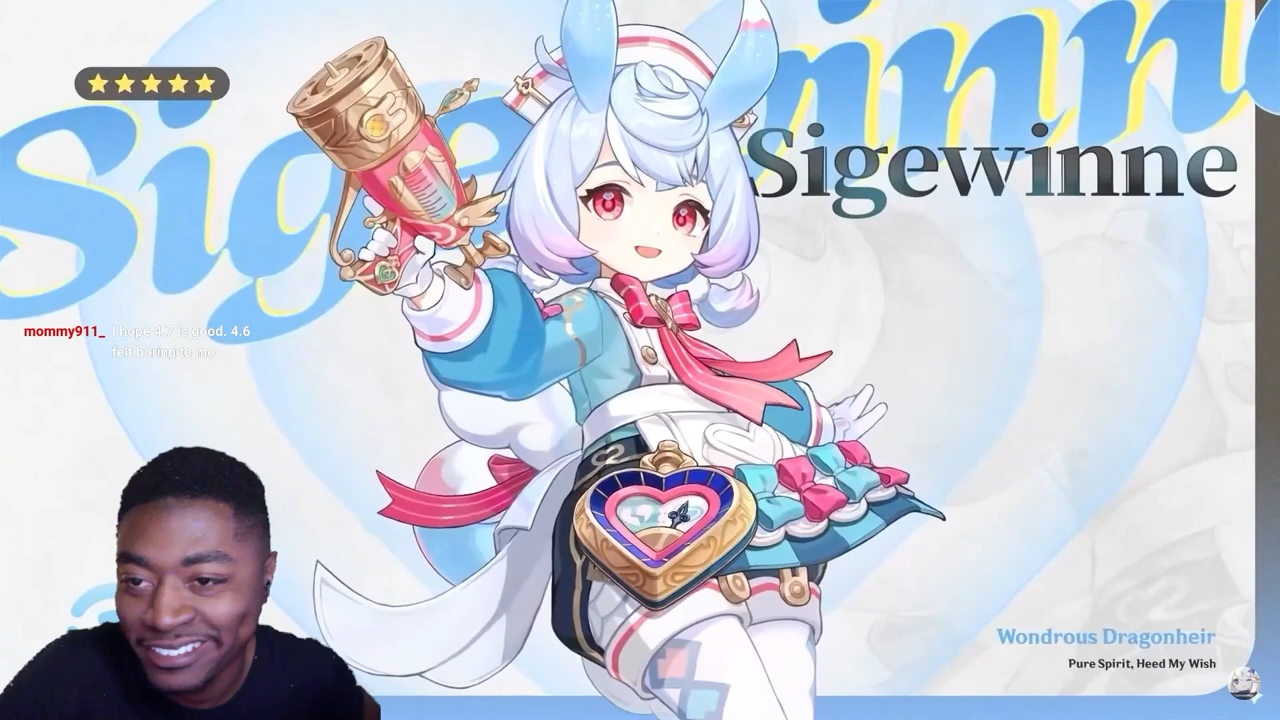 Sigewinne
Sigewinne
mommy911_ I hope 4.7 is good. 4.6
felt boring to me
Wondrous Dragonheir
Pure Spirit, Heed My Wish